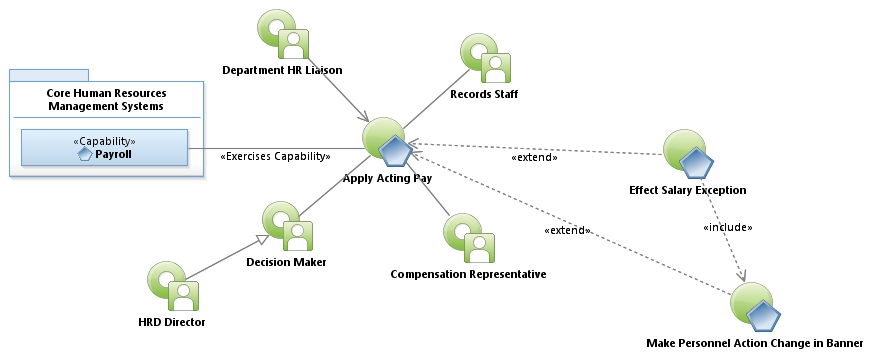 Department HR Liaison
Records Staff
Core Human Resources
Management Systems
«Capability»
Payroll
«Exercises Capability»
Apply Acting Pay
«extend»
Effect Salary Exception
«include»
«extend»
Decision Maker
Compensation Representative
HRD Director
Make Personnel Action Change in Banner